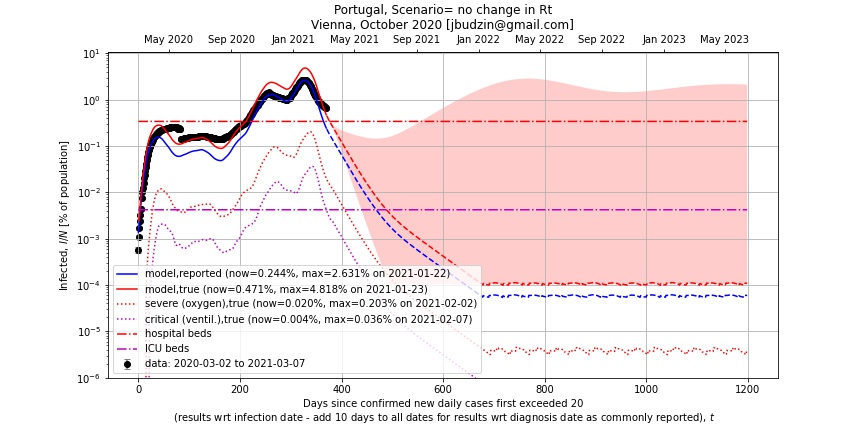 Portugal, Scenario= no change in Rt
Vienna, October 2020 [jbudzin@gmail.com]
May 2020 Sep 2020 Jan 2021 May 2021 Sep 2021 Jan 2022 May 2022 Sep 2022 Jan 2023 May 2023
10¹
10⁰
10⁻¹
10⁻²
10⁻³
10⁻⁴
10⁻⁵
10⁻⁶
Infected, I/N [% of population]
model,reported (now=0.244%, max=2.631% on 2021-01-22)
model,true (now=0.471%, max=4.818% on 2021-01-23)
severe (oxygen),true (now=0.020%, max=0.203% on 2021-02-02)
critical (ventil.),true (now=0.004%, max=0.036% on 2021-02-07)
hospital beds
ICU beds
data: 2020-03-02 to 2021-03-07
0 200 400 600 800 1000 1200
Days since confirmed new daily cases first exceeded 20
(results wrt infection date - add 10 days to all dates for results wrt diagnosis date as commonly reported), t